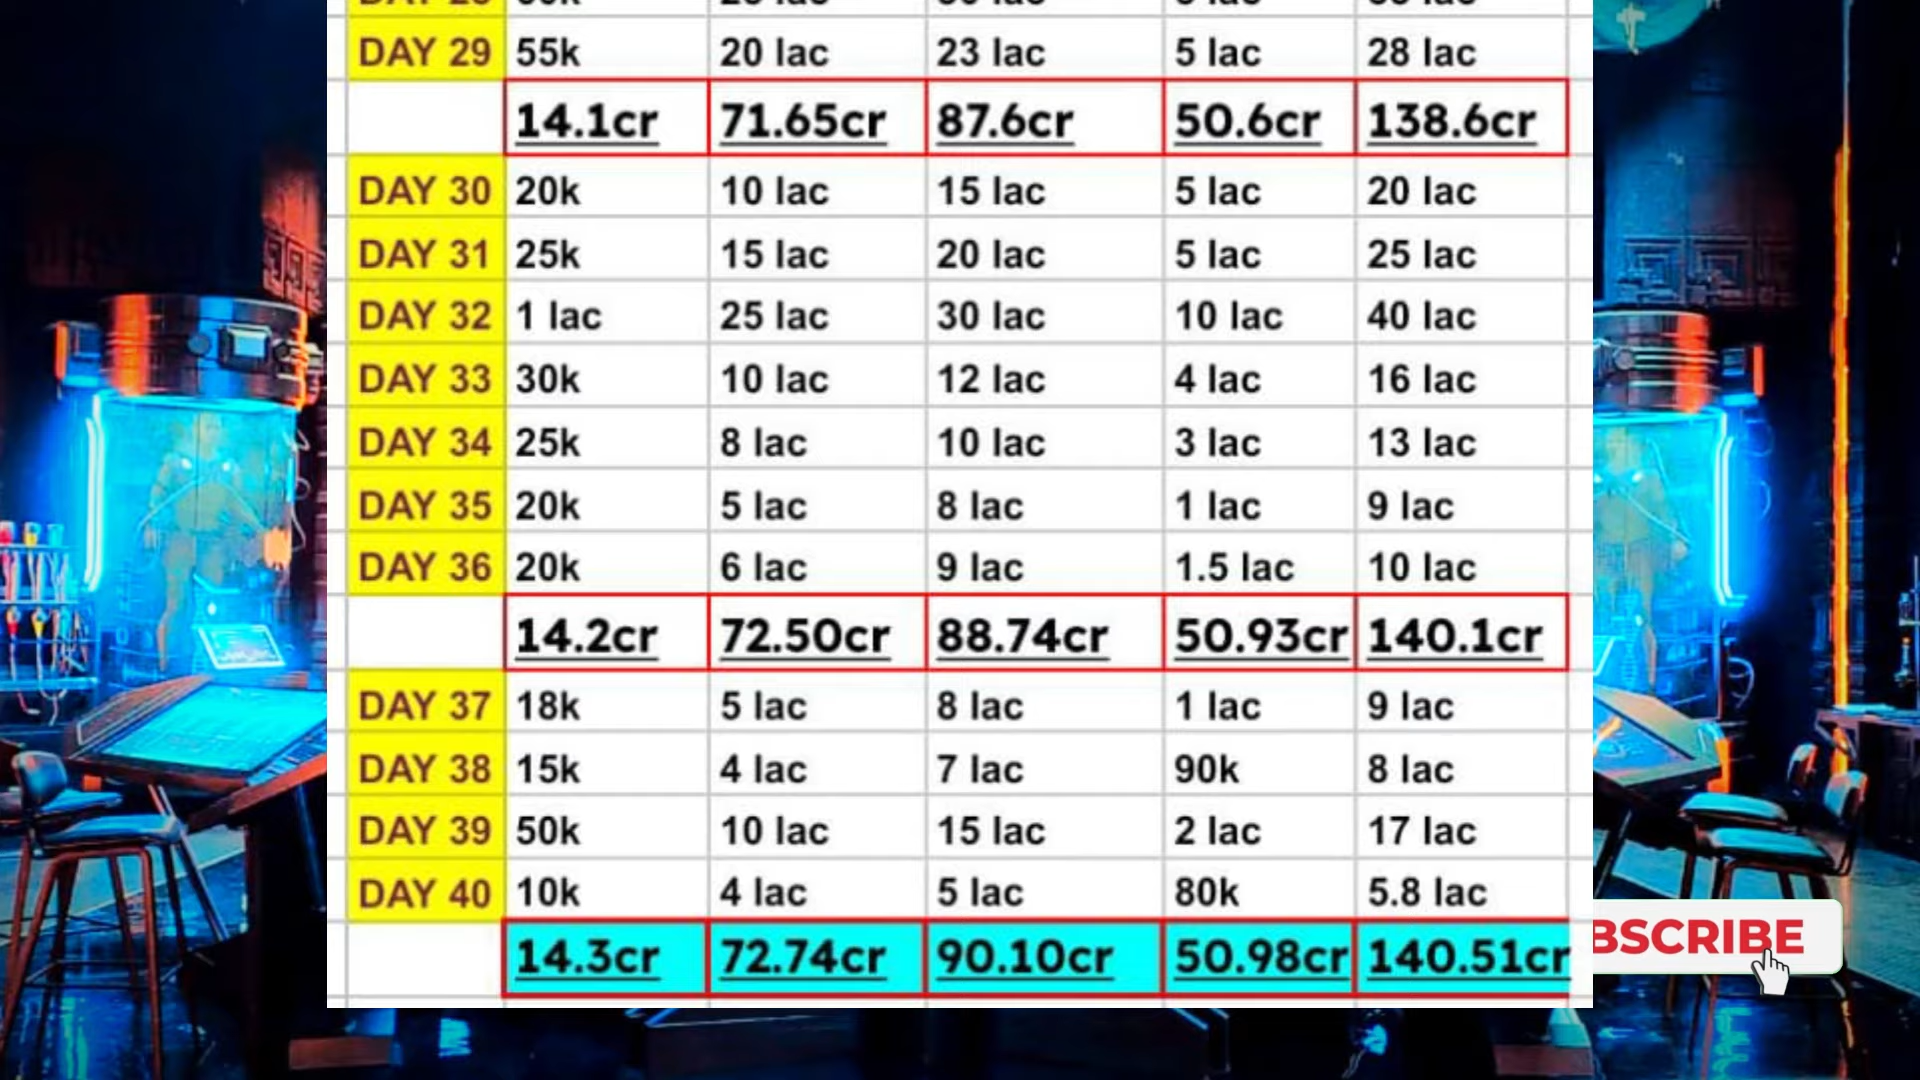 DAY 29 55k 20 lac 23 lac 5 lac 28 lac
14.1cr 71.65cr 87.6cr 50.6cr 138.6cr
DAY 30 20k 10 lac 15 lac 5 lac 20 lac
DAY 31 25k 15 lac 20 lac 5 lac 25 lac
DAY 32 1 lac 25 lac 30 lac 10 lac 40 lac
DAY 33 30k 10 lac 12 lac 4 lac 16 lac
DAY 34 25k 8 lac 10 lac 3 lac 13 lac
DAY 35 20k 5 lac 8 lac 1 lac 9 lac
DAY 36 20k 6 lac 9 lac 1.5 lac 10 lac
14.2cr 72.50cr 88.74cr 50.93cr 140.1cr
DAY 37 18k 5 lac 8 lac 1 lac 9 lac
DAY 38 15k 4 lac 7 lac 90k 8 lac
DAY 39 50k 10 lac 15 lac 2 lac 17 lac
DAY 40 10k 4 lac 5 lac 80k 5.8 lac
14.3cr 72.74cr 90.10cr 50.98cr 140.51cr
BSCRIBE